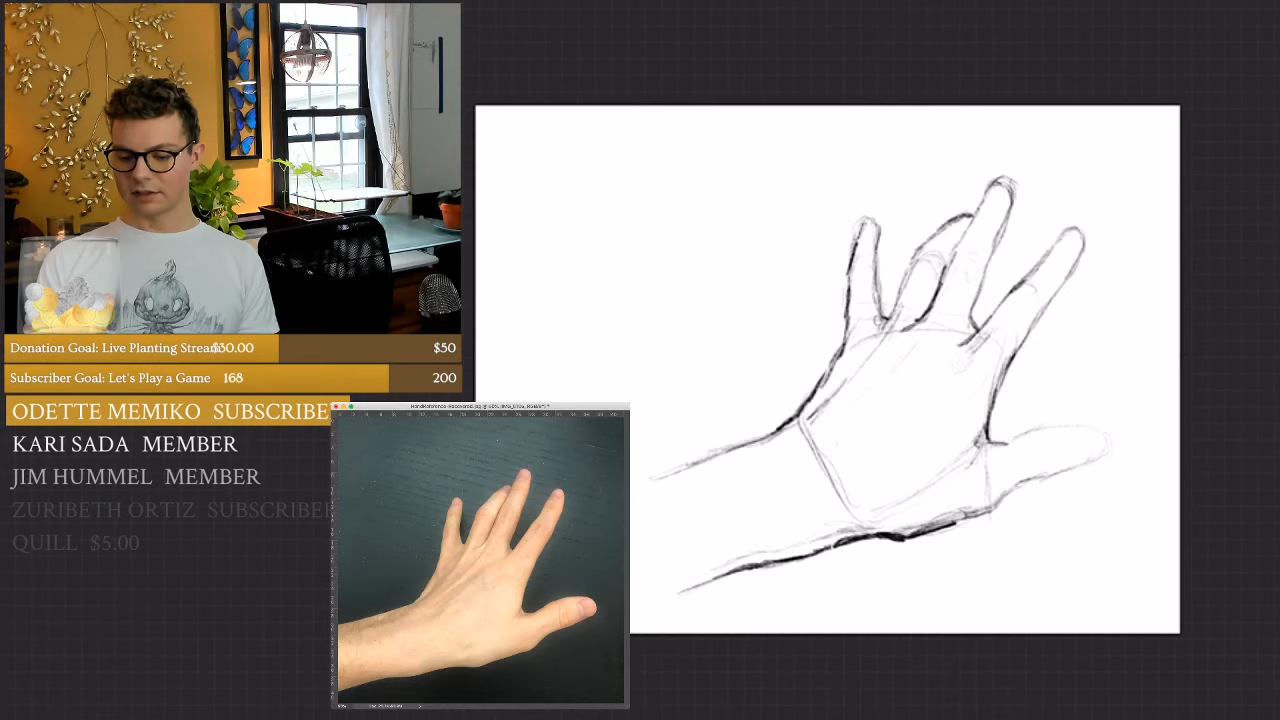 Donation Goal: Live Planting Stream $30.00 $50
Subscriber Goal: Let's Play a Game 168 200
ODETTE MEMIKO SUBSCRIBE
KARI SADA MEMBER
JIM HUMMEL MEMBER
ZURIBETH ORTIZ SUBSCRIBER
QUILL $5.00